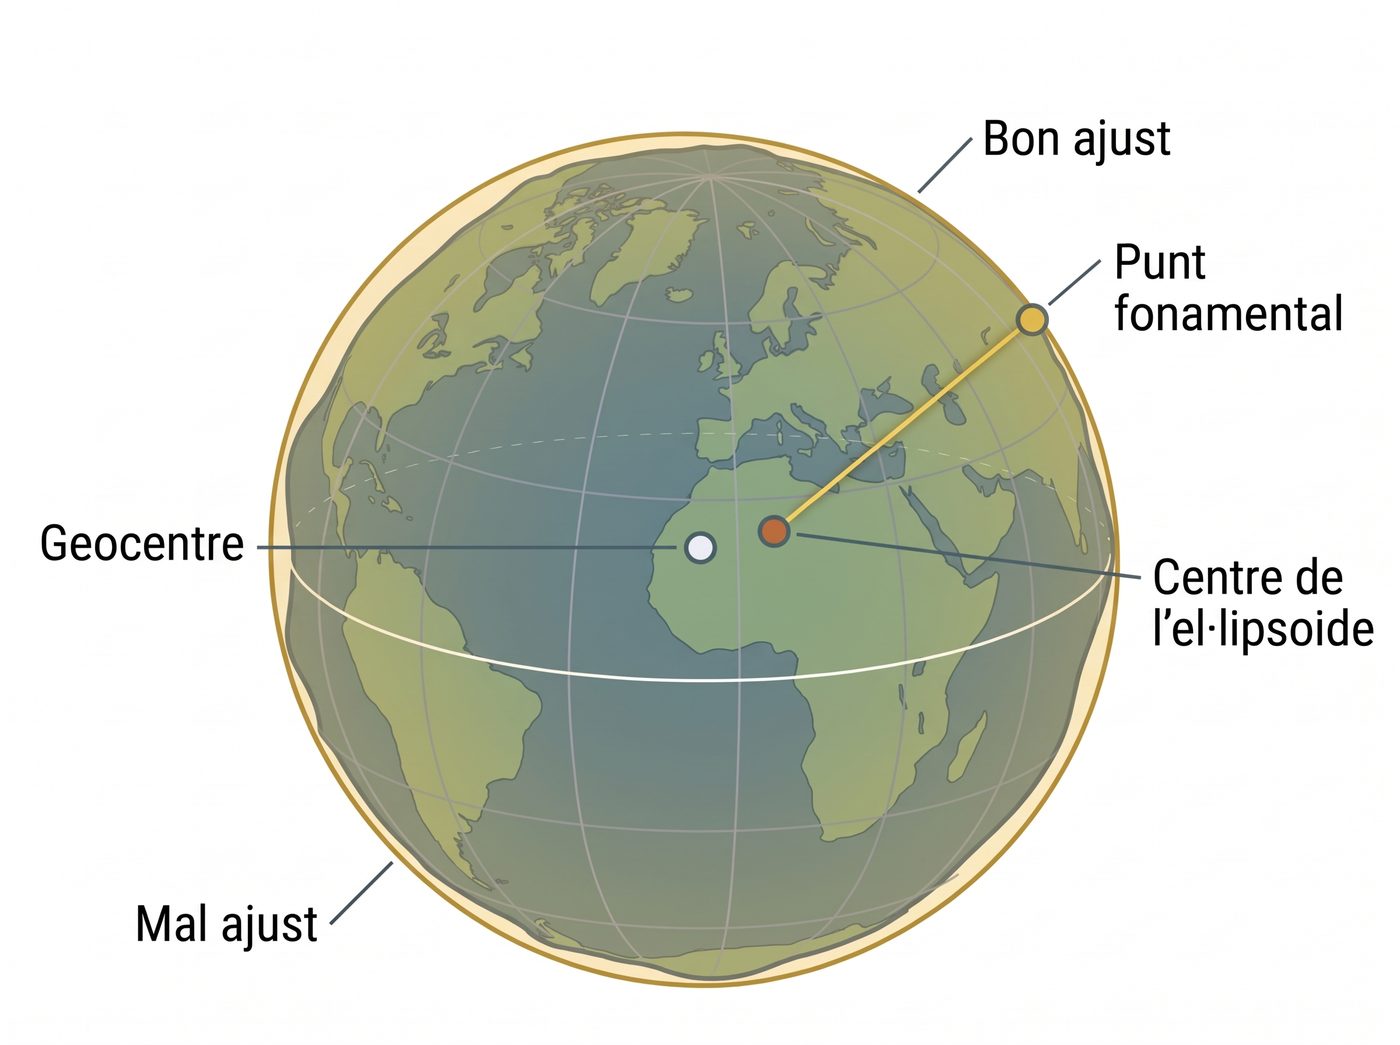 Bon ajust
Punt
fonamental
Geocentre
Centre de
l’el·lipsoide
Mal ajust